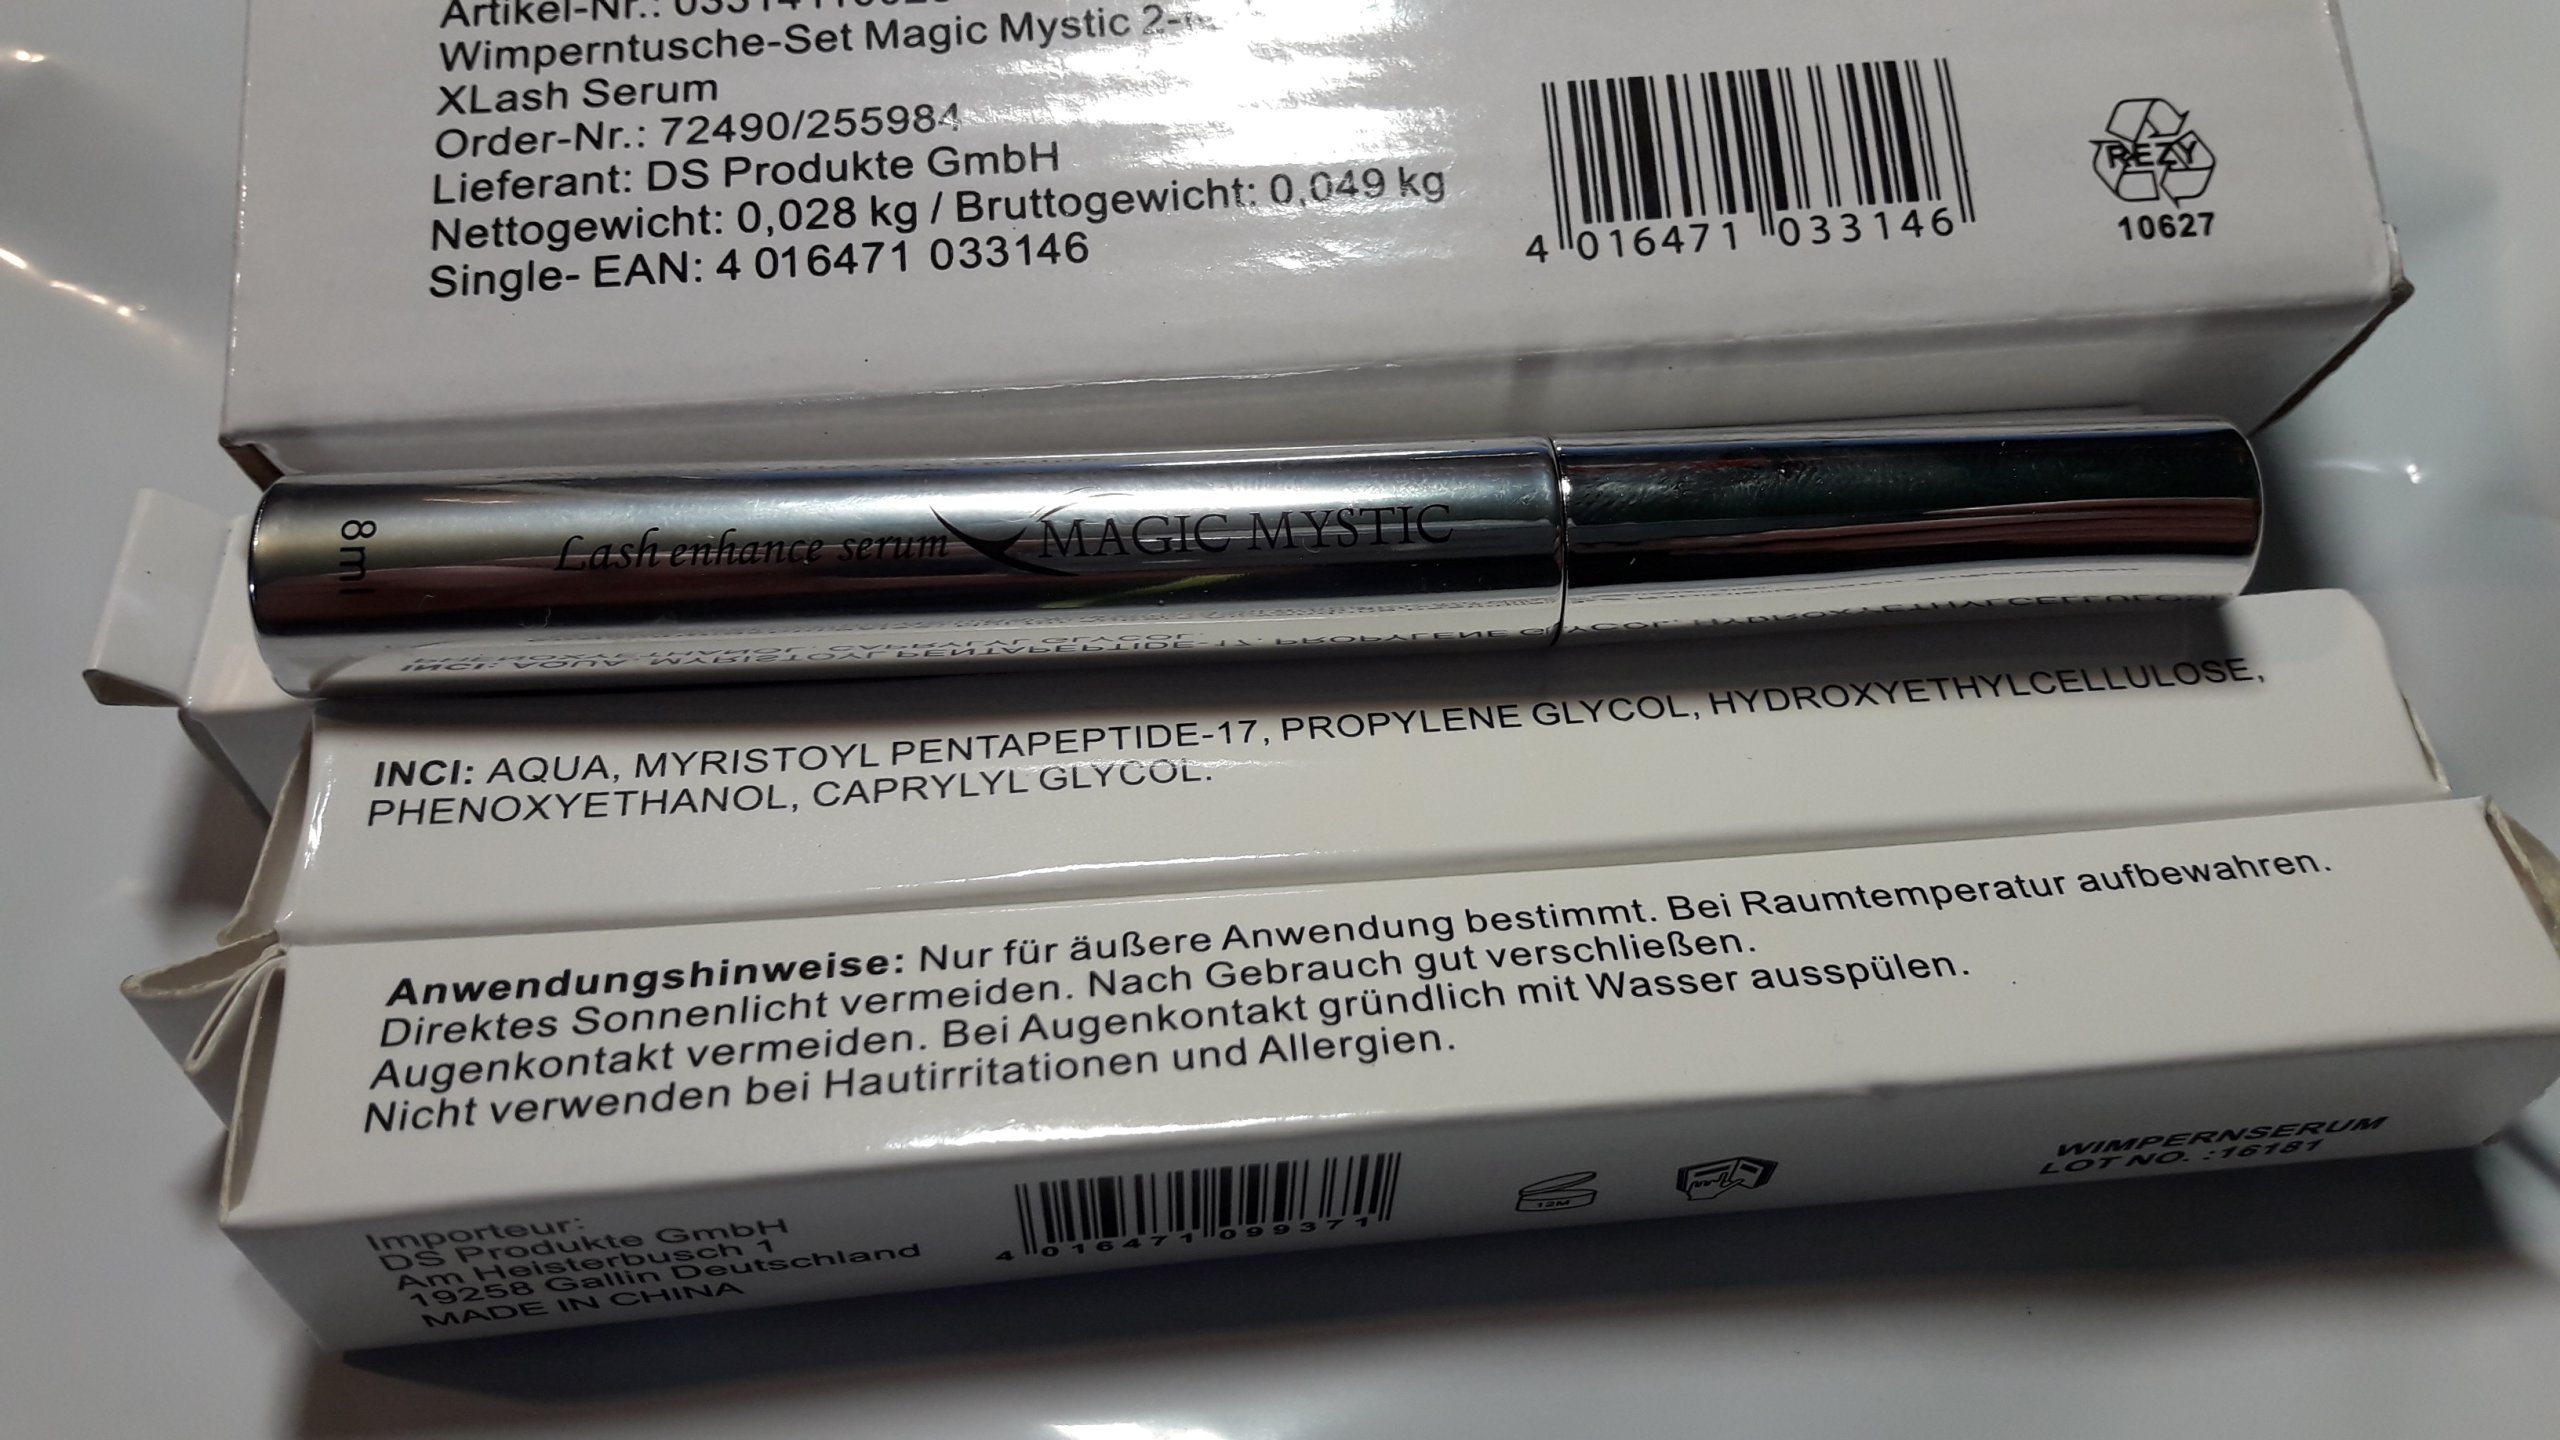 Artikel-Nr.:
Wimperntusche-Set Magic Mystic
XLash Serum
Order-Nr.: 72490/255984
Lieferant: DS Produkte GmbH
Nettogewicht: 0,028 kg / Bruttogewicht: 0,049 kg
Single- EAN: 4 016471 033146
4 016471 033146
REZY
10627
8ml
Lash enhance serum MAGIC MYSTIC
INCI: AQUA, MYRISTOYL PENTAPEPTIDE-17, PROPYLENE GLYCOL, HYDROXYETHYLCELLULOSE,
PHENOXYETHANOL, CAPRYLYL GLYCOL.
Anwendungshinweise: Nur für äußere Anwendung bestimmt. Bei Raumtemperatur aufbewahren.
Direktes Sonnenlicht vermeiden. Nach Gebrauch gut verschließen.
Augenkontakt vermeiden. Bei Augenkontakt gründlich mit Wasser ausspülen.
Nicht verwenden bei Hautirritationen und Allergien.
Importeur:
DS Produkte GmbH
Am Heisterbusch 1
19258 Gallin Deutschland
MADE IN CHINA
4 016471 099371
12M
WIMPERNSERUM
LOT NO. :16181